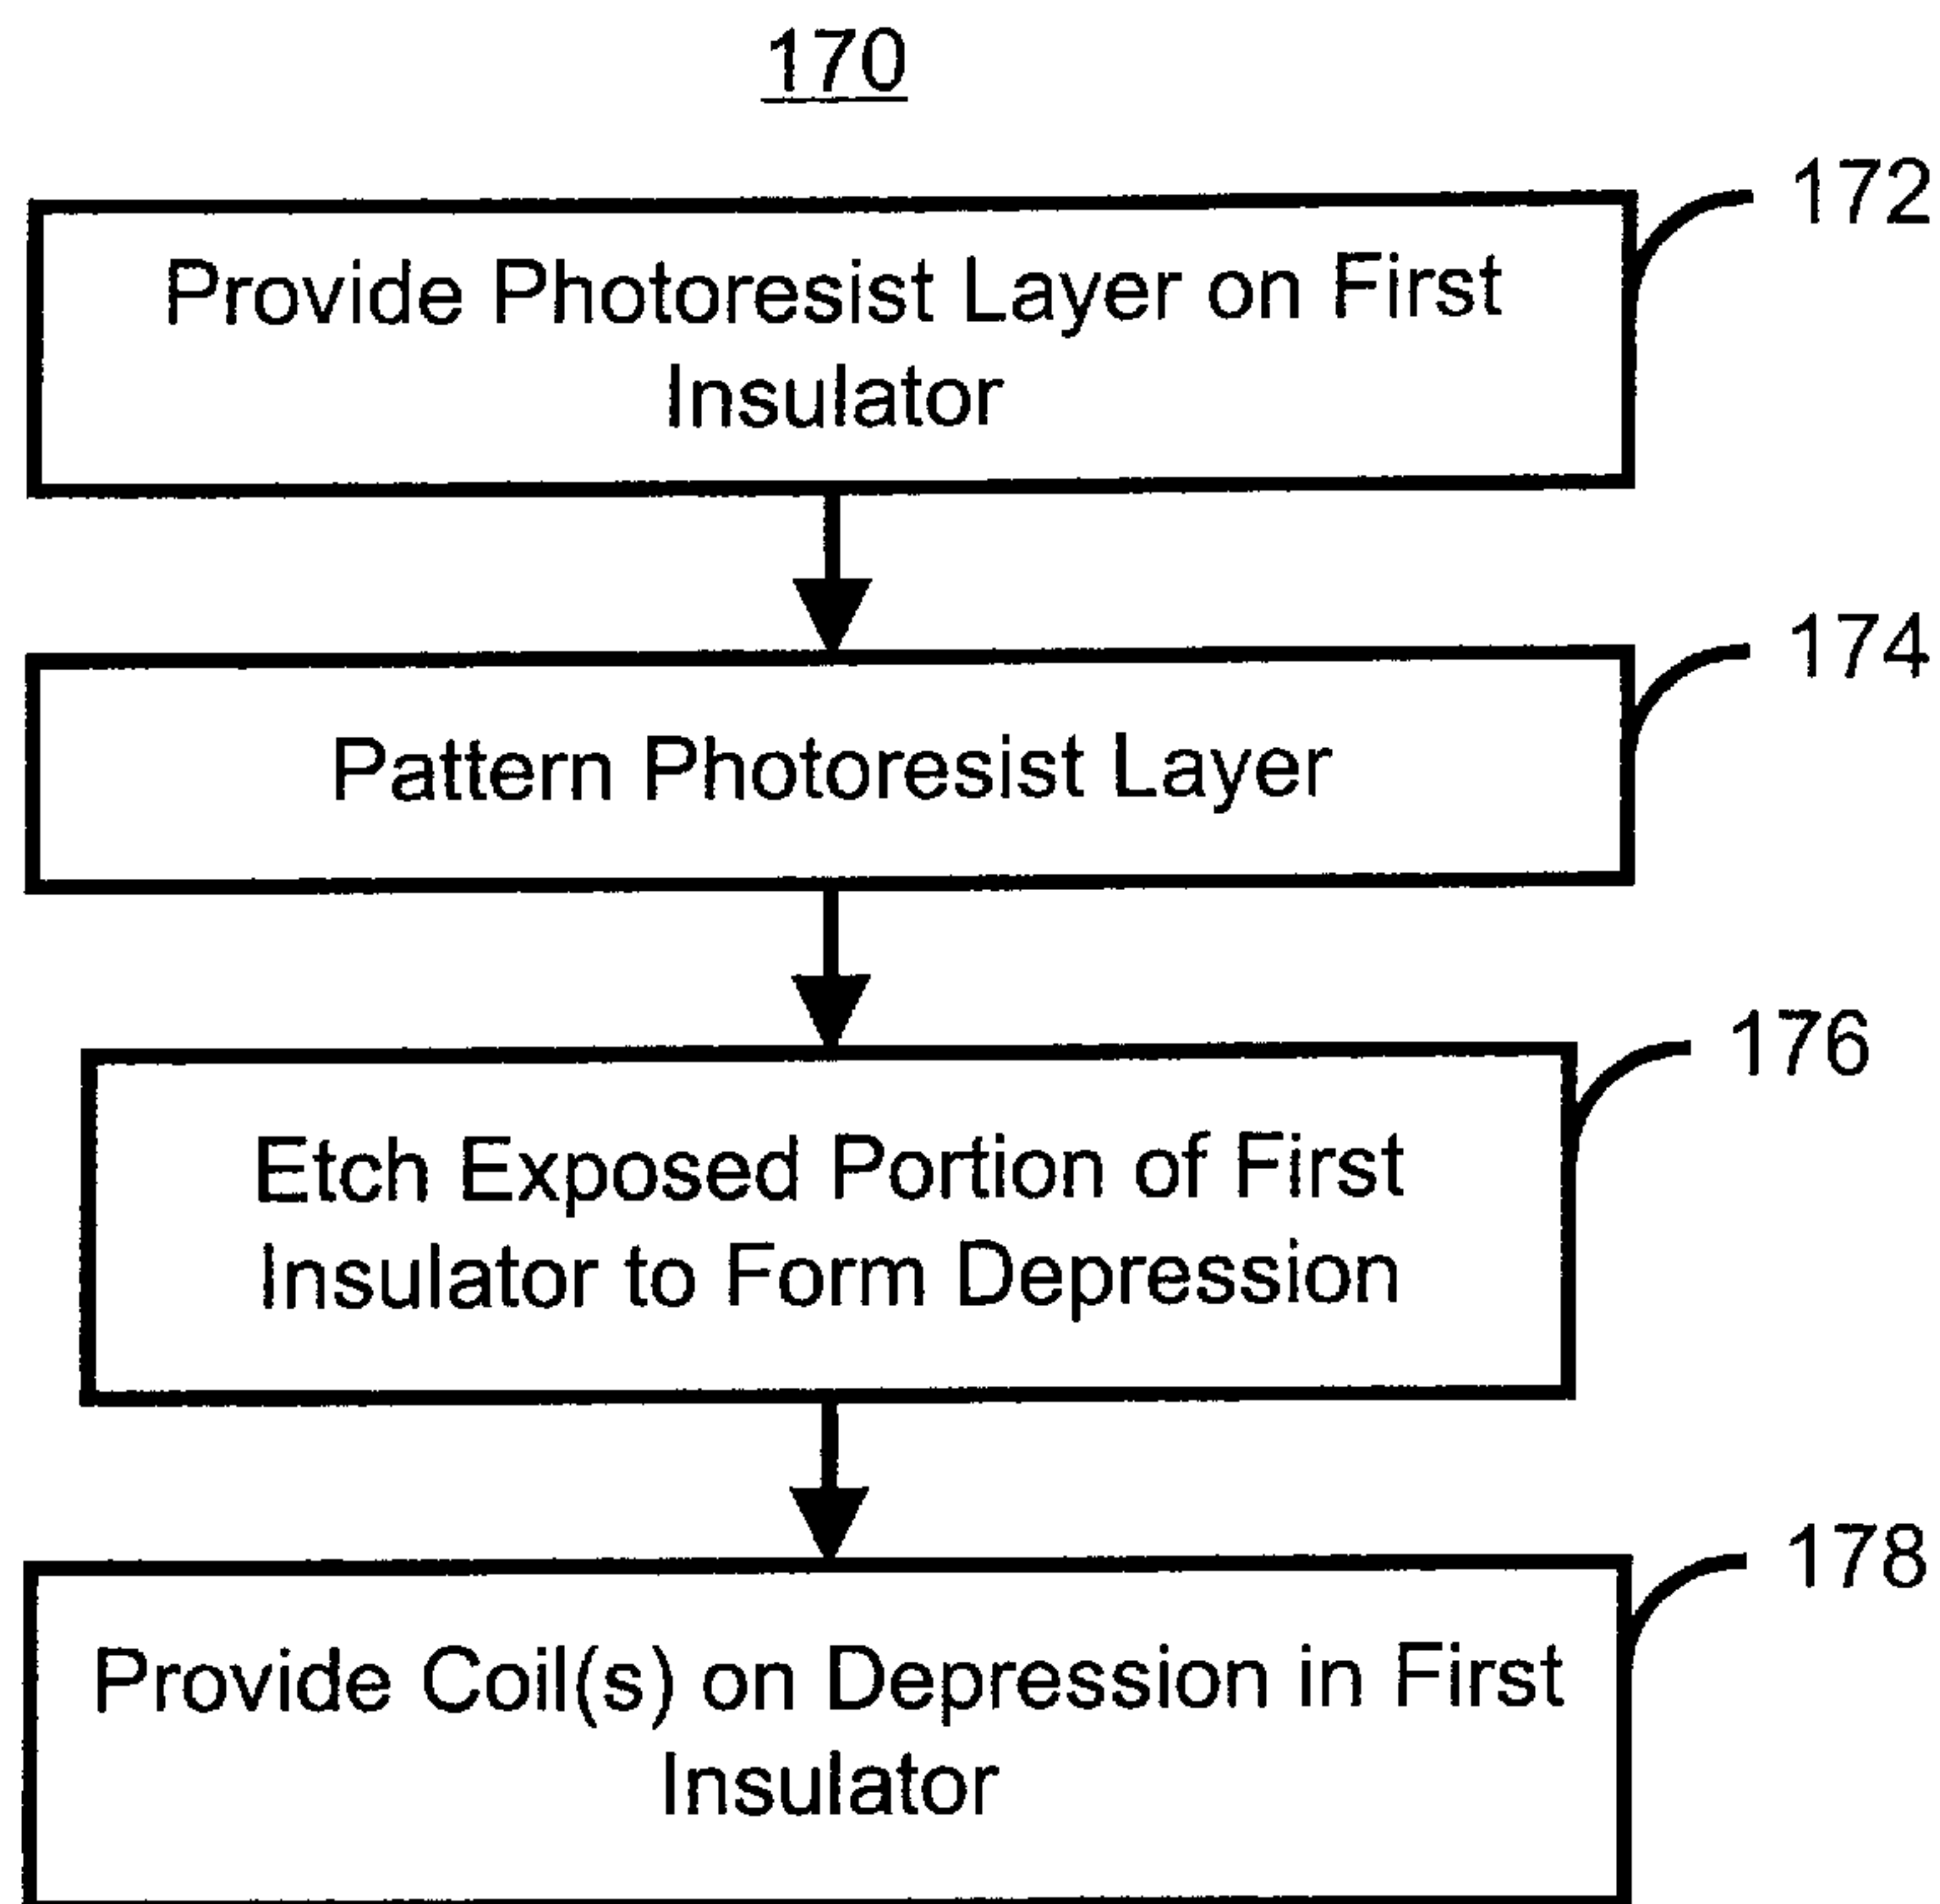 170
172
Provide Photoresist Layer on First
Insulator
174
Pattern Photoresist Layer
176
Etch Exposed Portion of First
Insulator to Form Depression
178
Provide Coil(s) on Depression in First
Insulator